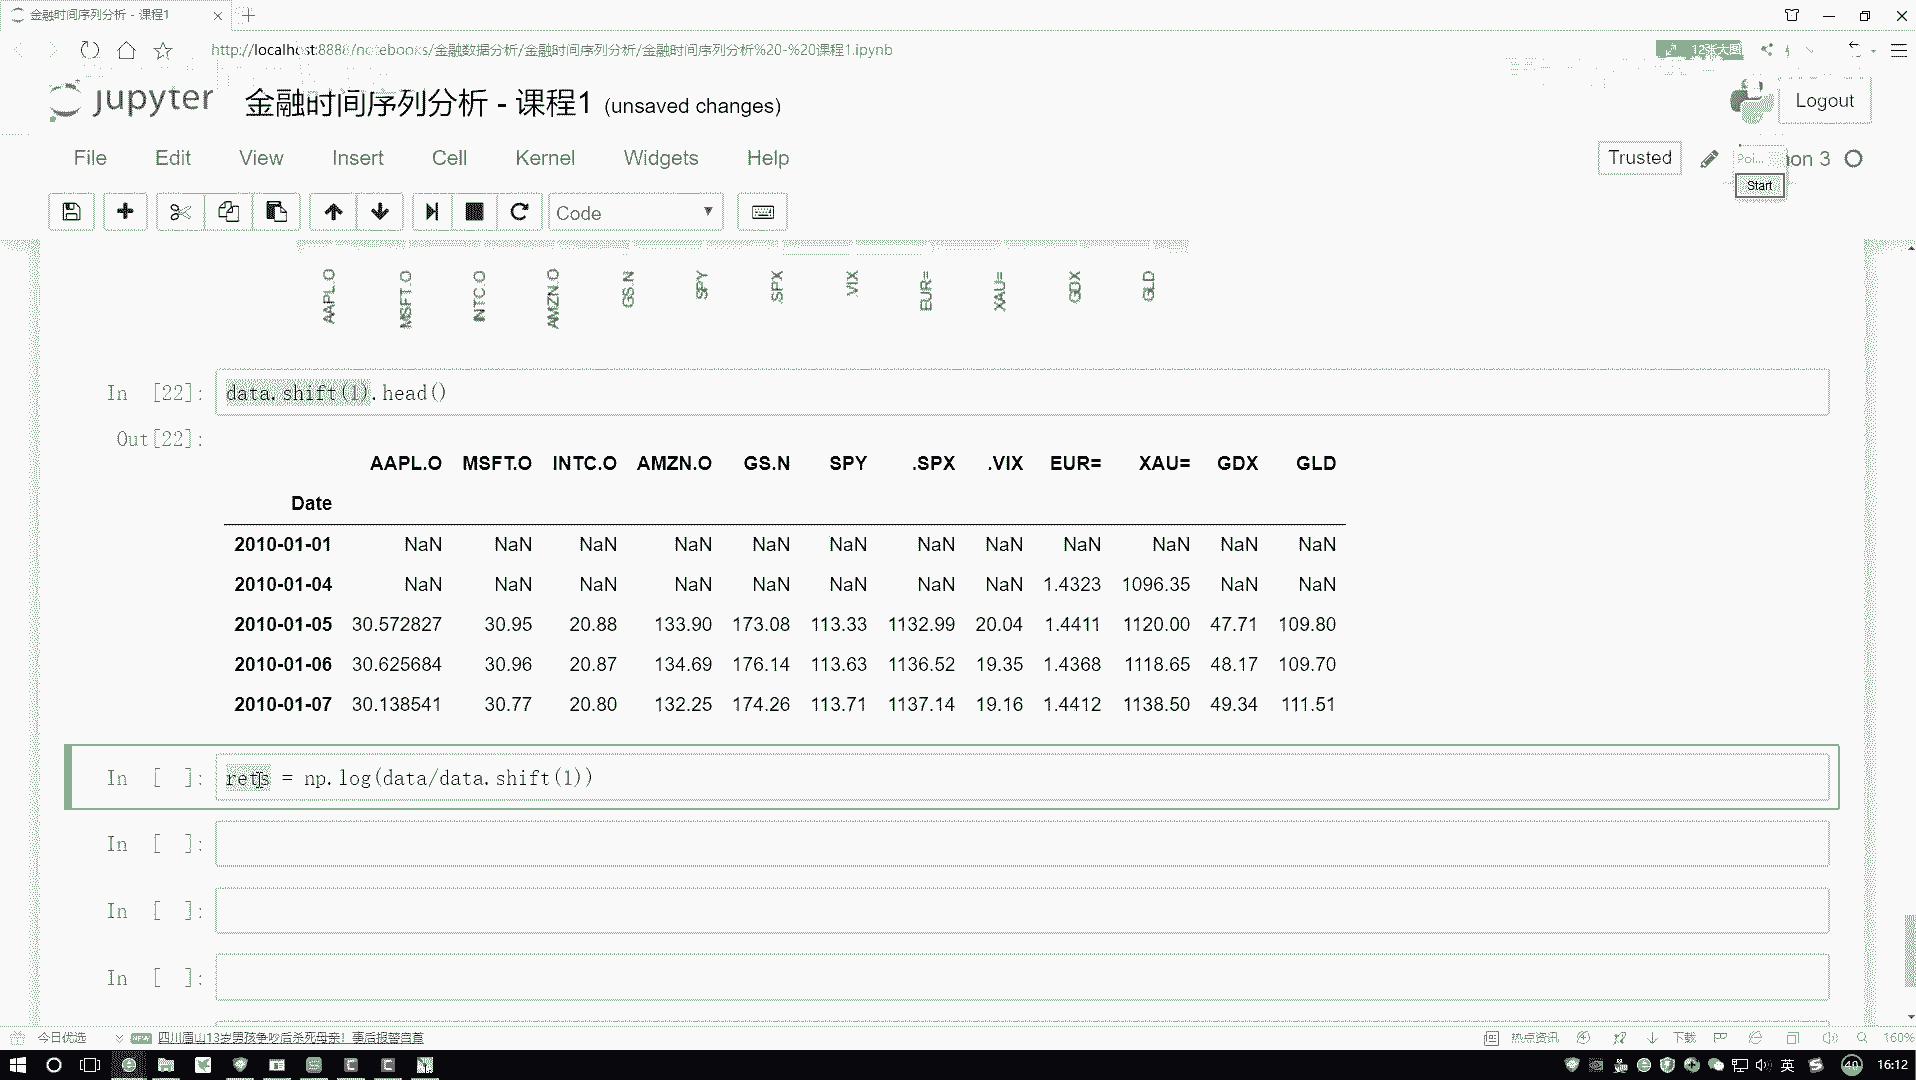 金融时间序列分析 - 课程1
http://localhost:8888/notebooks/金融数据分析/金融时间序列分析/金融时间序列分析%20-%20课程1.ipynb
12张大图
jupyter 金融时间序列分析 - 课程1 (unsaved changes)
Logout
File Edit View Insert Cell Kernel Widgets Help
Trusted
Poi... on 3
Start
Code
AAPL.O MSFT.O INTC.O AMZN.O GS.N SPY .SPX .VIX EUR= XAU= GDX GLD
In [22]: data.shift(1).head()
Out[22]:
AAPL.O MSFT.O INTC.O AMZN.O GS.N SPY .SPX .VIX EUR= XAU= GDX GLD
Date
2010-01-01 NaN NaN NaN NaN NaN NaN NaN NaN NaN NaN NaN NaN
2010-01-04 NaN NaN NaN NaN NaN NaN NaN NaN 1.4323 1096.35 NaN NaN
2010-01-05 30.572827 30.95 20.88 133.90 173.08 113.33 1132.99 20.04 1.4411 1120.00 47.71 109.80
2010-01-06 30.625684 30.96 20.87 134.69 176.14 113.63 1136.52 19.35 1.4368 1118.65 48.17 109.70
2010-01-07 30.138541 30.77 20.80 132.25 174.26 113.71 1137.14 19.16 1.4412 1138.50 49.34 111.51
In [ ]: rets = np.log(data/data.shift(1))
In [ ]:
In [ ]:
In [ ]:
今日优选 NEW 四川眉山13岁男孩争吵后杀死母亲！事后报警自首
热点资讯 下载 160%
英 40 16:12